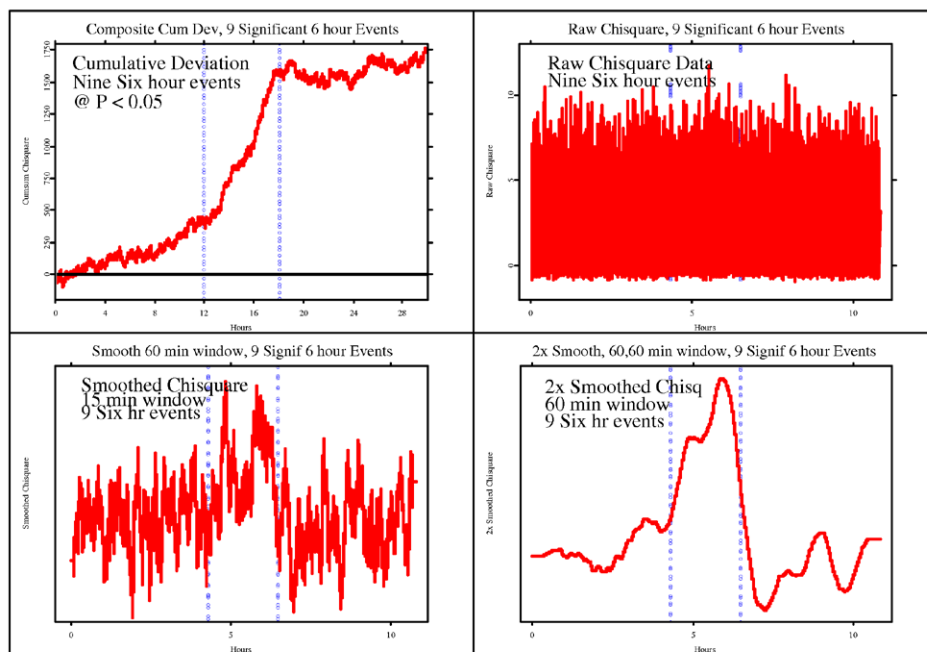 Composite Cum Dev, 9 Significant 6 hour Events
Cumulative Deviation
Nine Six hour events
@ P < 0.05
Cumsum Chisquare
0 250 500 750 1000 1250 1500 1750
0 4 8 12 16 20 24 28
Hours
Raw Chisquare, 9 Significant 6 hour Events
Raw Chisquare Data
Nine Six hour events
Raw Chisquare
0 5 10
0 5 10
Hours
Smooth 60 min window, 9 Signif 6 hour Events
Smoothed Chisquare
15 min window
9 Six hr events
Smoothed Chisquare
0 5 10
Hours
2x Smooth, 60,60 min window, 9 Signif 6 hour Events
2x Smoothed Chisq
60 min window
9 Six hr events
2x Smoothed Chisquare
0 5 10
Hours